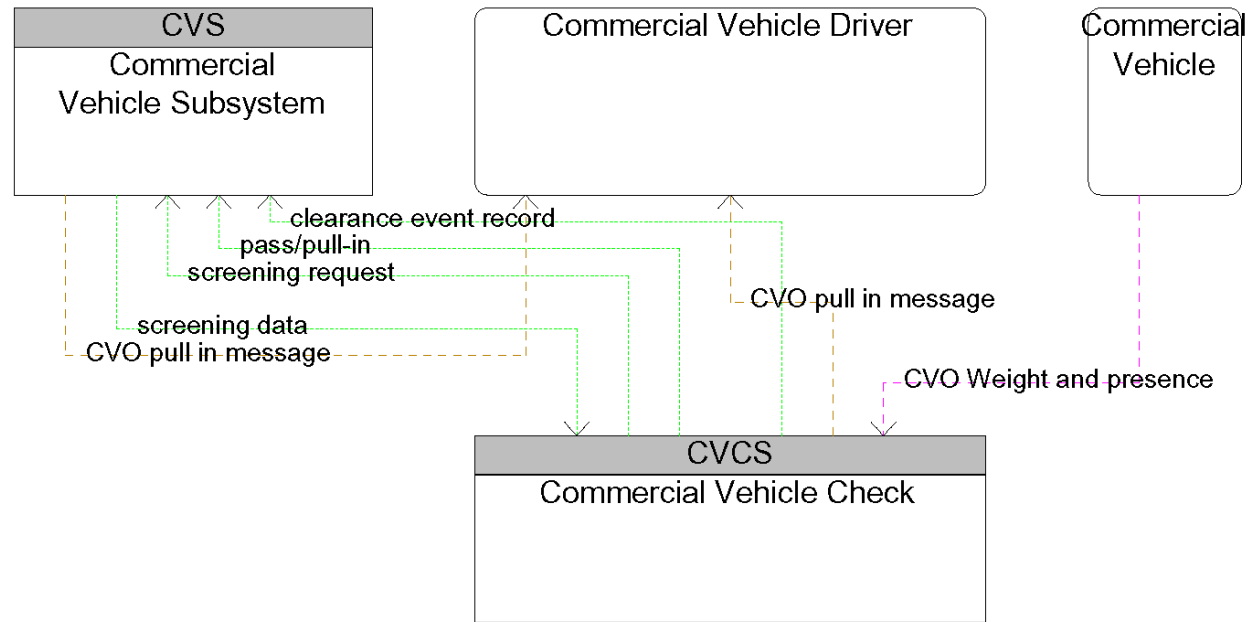 CVS
Commercial
Vehicle Subsystem
Commercial Vehicle Driver
Commercial
Vehicle
clearance event record
pass/pull-in
screening request
CVO pull in message
screening data
CVO pull in message
CVO Weight and presence
CVCS
Commercial Vehicle Check